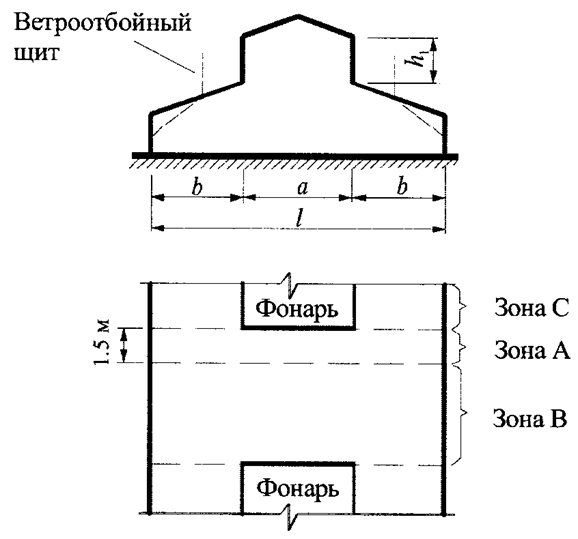 Ветроотбойный
щит
h₁
b
a
b
l
Фонарь
Зона С
1.5 м
Зона А
Зона В
Фонарь